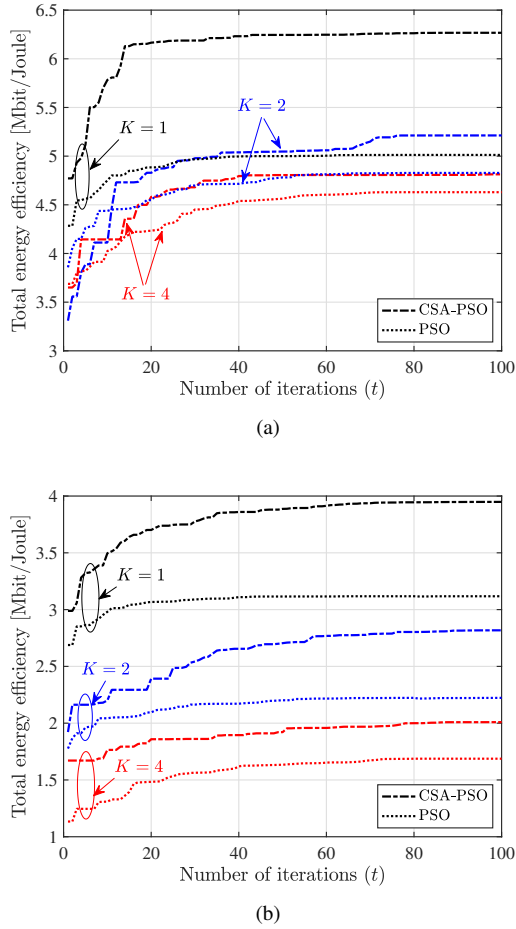 6.5
6
5.5
5
4.5
4
3.5
3
Total energy efficiency [Mbit/Joule]
K = 1
K = 2
K = 4
CSA-PSO
PSO
0 20 40 60 80 100
Number of iterations (t)
(a)
4
3.5
3
2.5
2
1.5
1
Total energy efficiency [Mbit/Joule]
K = 1
K = 2
K = 4
CSA-PSO
PSO
0 20 40 60 80 100
Number of iterations (t)
(b)